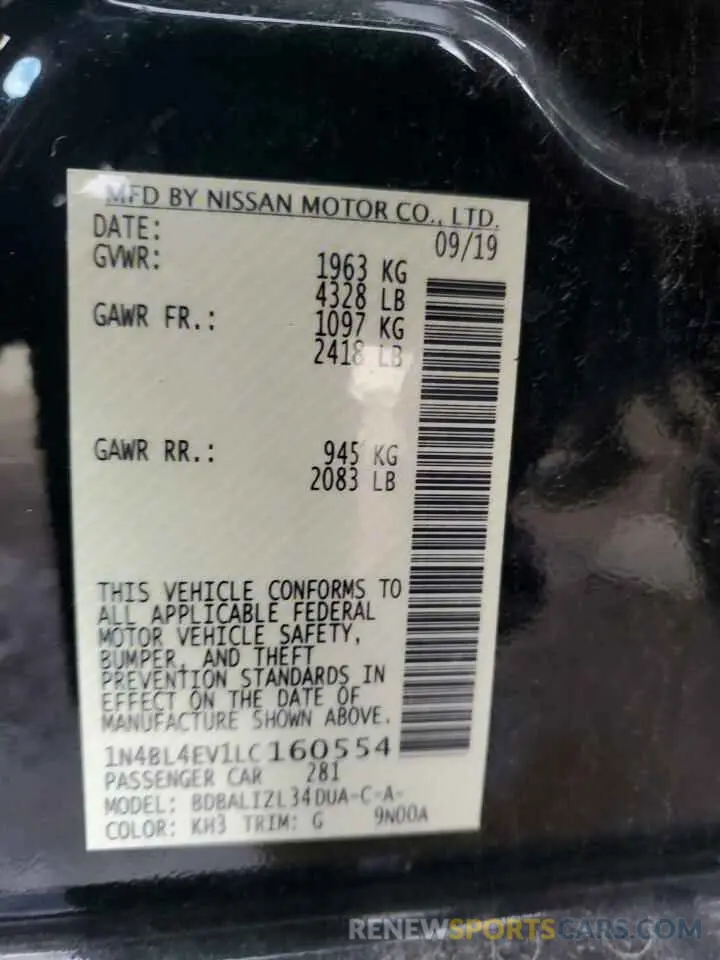 MFD BY NISSAN MOTOR CO., LTD.
DATE: 09/19
GVWR: 1963 KG
4328 LB
GAWR FR.: 1097 KG
2418 LB
GAWR RR.: 945 KG
2083 LB
THIS VEHICLE CONFORMS TO
ALL APPLICABLE FEDERAL
MOTOR VEHICLE SAFETY,
BUMPER, AND THEFT
PREVENTION STANDARDS IN
EFFECT ON THE DATE OF
MANUFACTURE SHOWN ABOVE.
1N4BL4EV1LC160554
PASSENGER CAR 281
MODEL: BDBALIZL34DUA-C-A-
COLOR: KH3 TRIM: G 9N00A
RENEWSPORTSCARS.COM